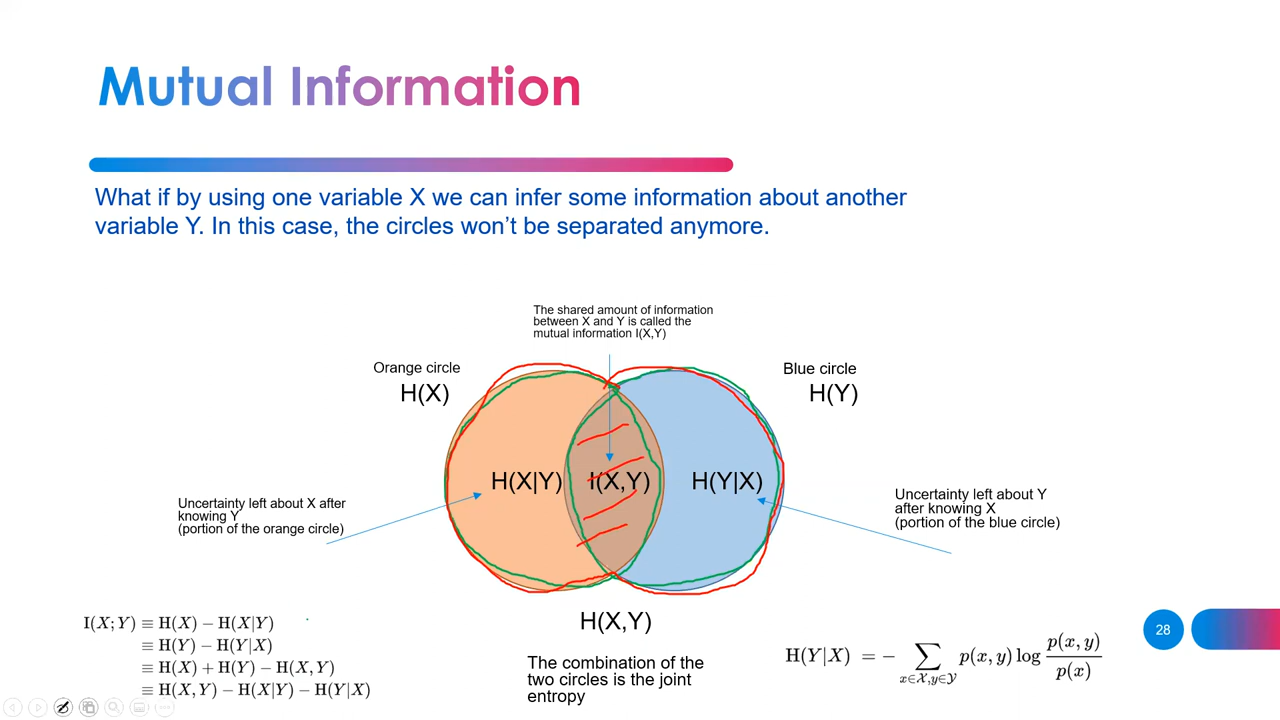 Mutual Information
What if by using one variable X we can infer some information about another
variable Y. In this case, the circles won’t be separated anymore.
The shared amount of information
between X and Y is called the
mutual information I(X,Y)
Orange circle
H(X)
Blue circle
H(Y)
H(X|Y)
I(X,Y)
H(Y|X)
Uncertainty left about X after
knowing Y
(portion of the orange circle)
Uncertainty left about Y
after knowing X
(portion of the blue circle)
H(X,Y)
The combination of the
two circles is the joint
entropy
I(X; Y) ≡ H(X) − H(X|Y)
≡ H(Y) − H(Y|X)
≡ H(X) + H(Y) − H(X, Y)
≡ H(X, Y) − H(X|Y) − H(Y|X)
H(Y|X) = − ∑ x∈𝒳,y∈𝒴 p(x, y) log p(x, y) / p(x)
28